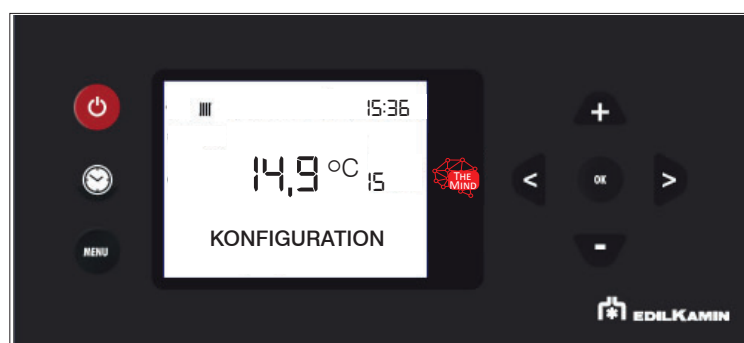 15:36
14,9 °C 15
KONFIGURATION
MENU
THE
MIND
+
< OK >
-
EDILKAMIN